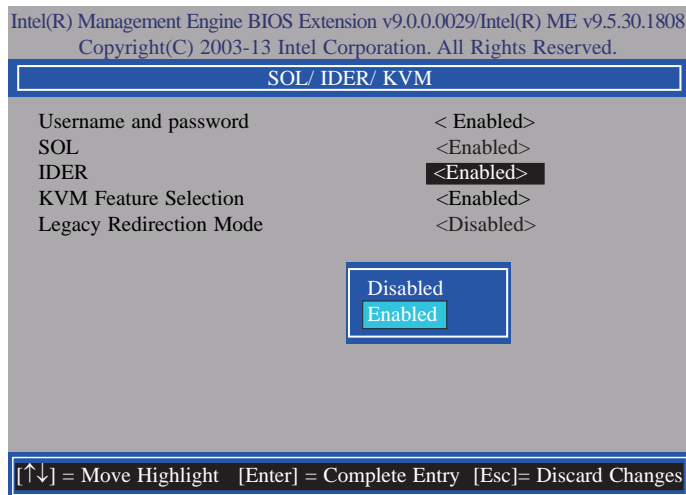 Intel(R) Management Engine BIOS Extension v9.0.0.0029/Intel(R) ME v9.5.30.1808
Copyright(C) 2003-13 Intel Corporation. All Rights Reserved.
SOL/ IDER/ KVM
Username and password < Enabled>
SOL <Enabled>
IDER <Enabled>
KVM Feature Selection <Enabled>
Legacy Redirection Mode <Disabled>
Disabled
Enabled
[↑↓] = Move Highlight [Enter] = Complete Entry [Esc]= Discard Changes